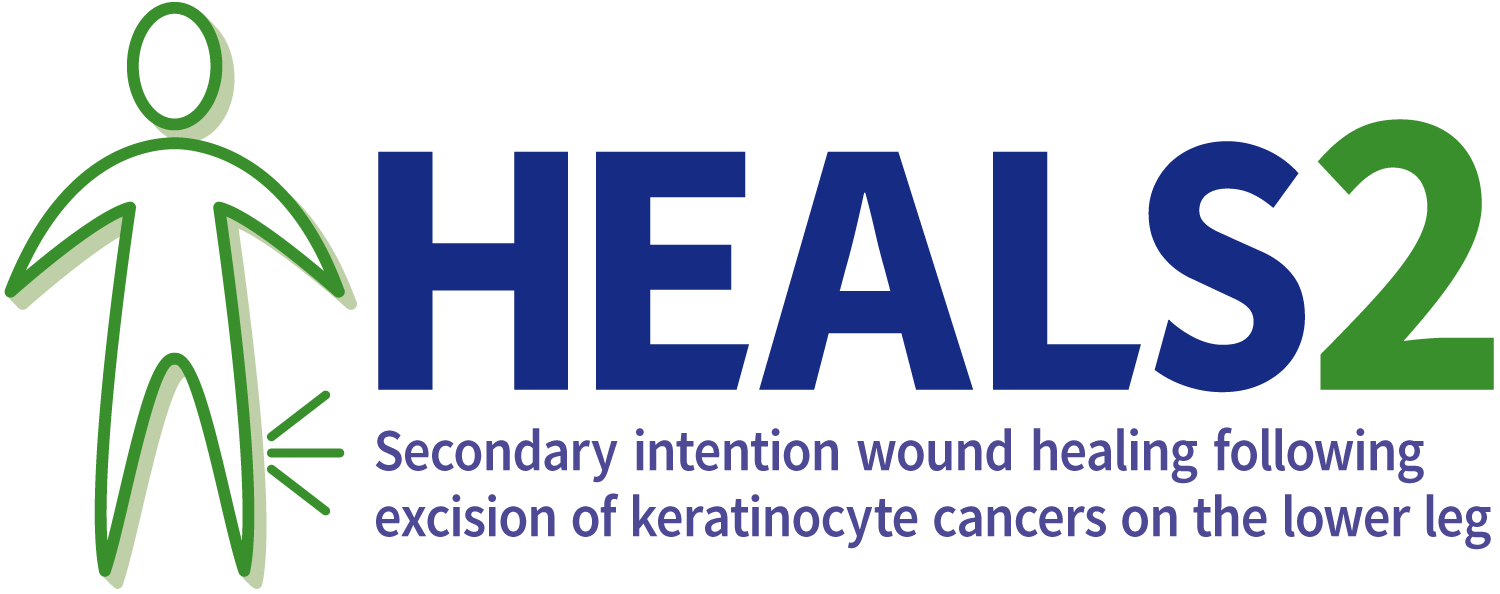 HEALS2
Secondary intention wound healing following
excision of keratinocyte cancers on the lower leg